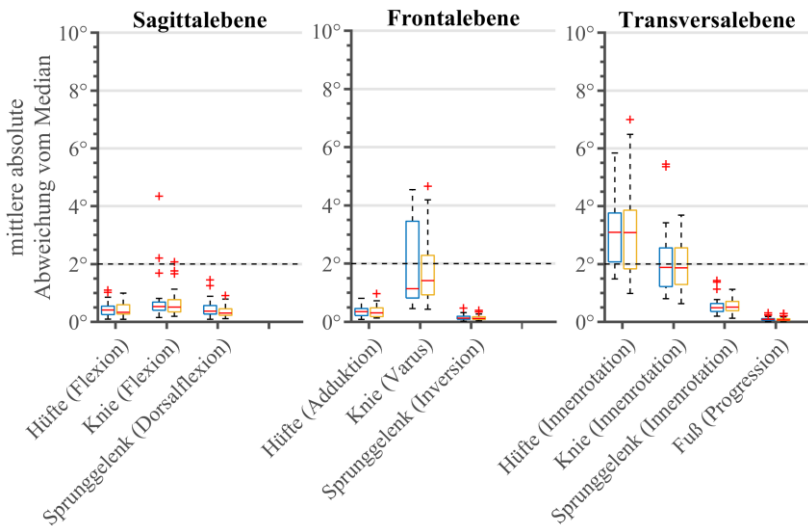 Sagittalebene
Frontalebene
Transversalebene
mittlere absolute
Abweichung vom Median
10°
8°
6°
4°
2°
0°
Hüfte (Flexion)
Knie (Flexion)
Sprunggelenk (Dorsalflexion)
10°
8°
6°
4°
2°
0°
Hüfte (Adduktion)
Knie (Varus)
Sprunggelenk (Inversion)
10°
8°
6°
4°
2°
0°
Hüfte (Innenrotation)
Knie (Innenrotation)
Sprunggelenk (Innenrotation)
Fuß (Progression)